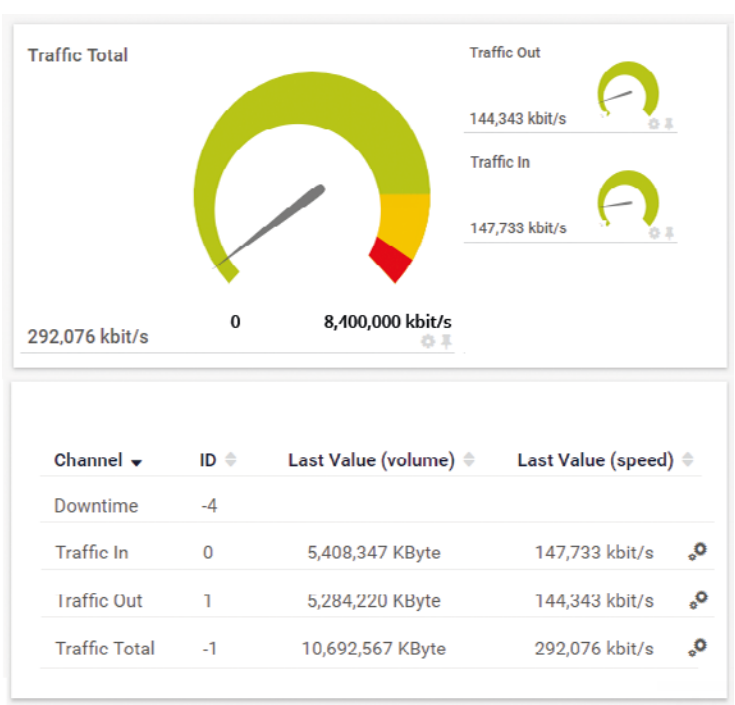 Traffic Total
292,076 kbit/s
0
8,400,000 kbit/s
Traffic Out
144,343 kbit/s
Traffic In
147,733 kbit/s
Channel ID Last Value (volume) Last Value (speed)
Downtime -4
Traffic In 0 5,408,347 KByte 147,733 kbit/s
Traffic Out 1 5,284,220 KByte 144,343 kbit/s
Traffic Total -1 10,692,567 KByte 292,076 kbit/s